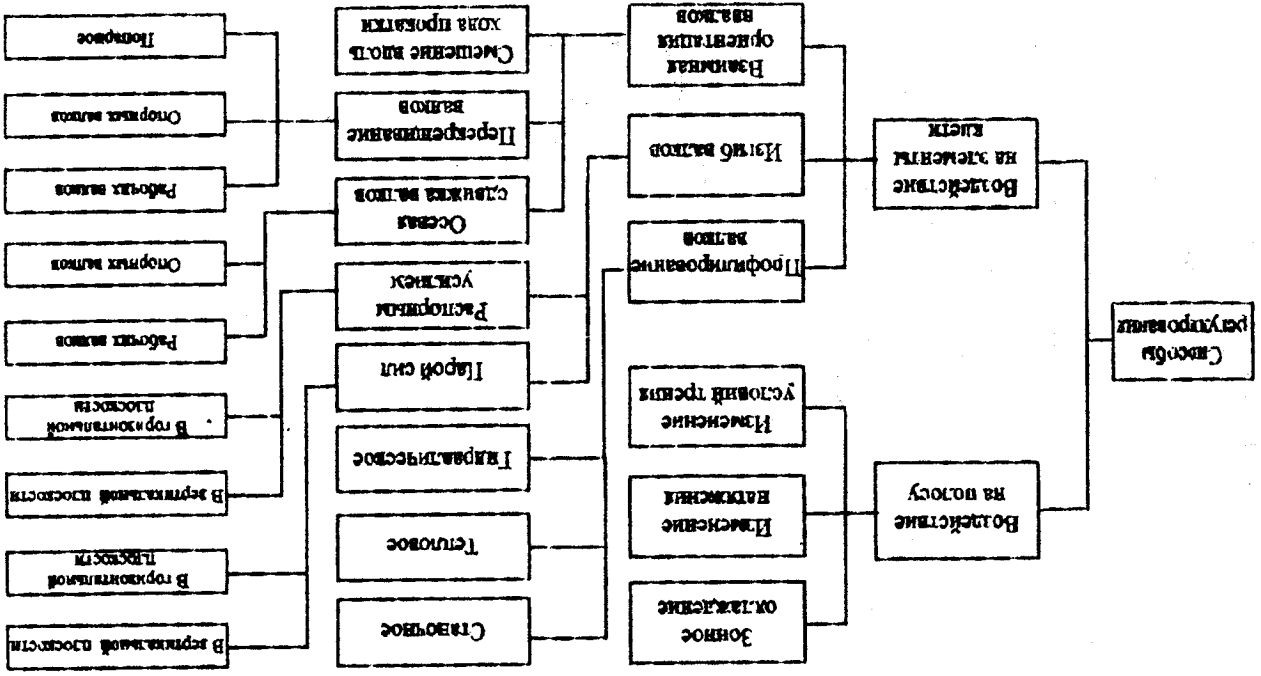 Способы
регулирования
Воздействие
на полосу
Воздействие
на элементы
клети
Зонное
охлаждение
Изменение
натяжения
Изменение
условий трения
Профилирование
валков
Изгиб валков
Взаимная
ориентация
валков
Станочное
Тепловое
Гидравлическое
Парой сил
Распорным
усилием
Осевая
сдвижка валков
Перекрещивание
валков
Смещение вдоль
хода прокатки
В вертикальной плоскости
В горизонтальной
плоскости
В вертикальной плоскости
В горизонтальной
плоскости
Рабочих валков
Опорных валков
Рабочих валков
Опорных валков
Попарное